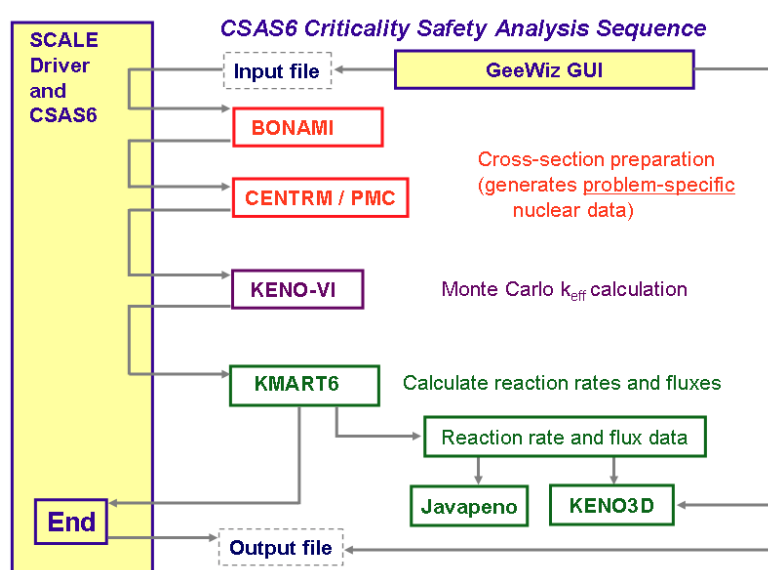 CSAS6 Criticality Safety Analysis Sequence
SCALE
Driver
and
CSAS6
Input file
GeeWiz GUI
BONAMI
Cross-section preparation
(generates problem-specific
nuclear data)
CENTRM / PMC
KENO-VI
Monte Carlo keff calculation
KMART6
Calculate reaction rates and fluxes
Reaction rate and flux data
Javapeno
KENO3D
End
Output file